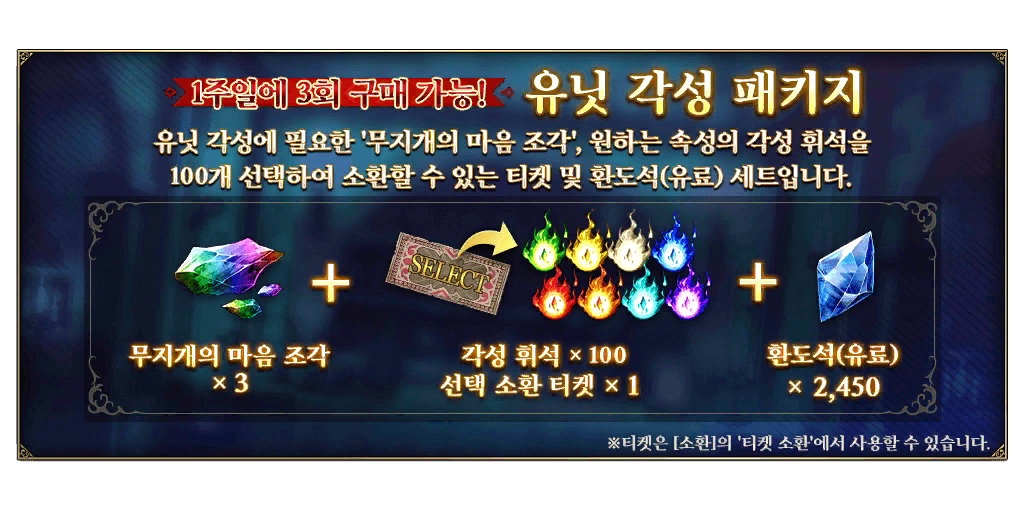 1주일에 3회 구매 가능! 유닛 각성 패키지
유닛 각성에 필요한 '무지개의 마음 조각', 원하는 속성의 각성 휘석을
100개 선택하여 소환할 수 있는 티켓 및 환도석(유료) 세트입니다.
SELECT
무지개의 마음 조각
× 3
각성 휘석 × 100
선택 소환 티켓 × 1
환도석(유료)
× 2,450
※티켓은 [소환]의 '티켓 소환'에서 사용할 수 있습니다.